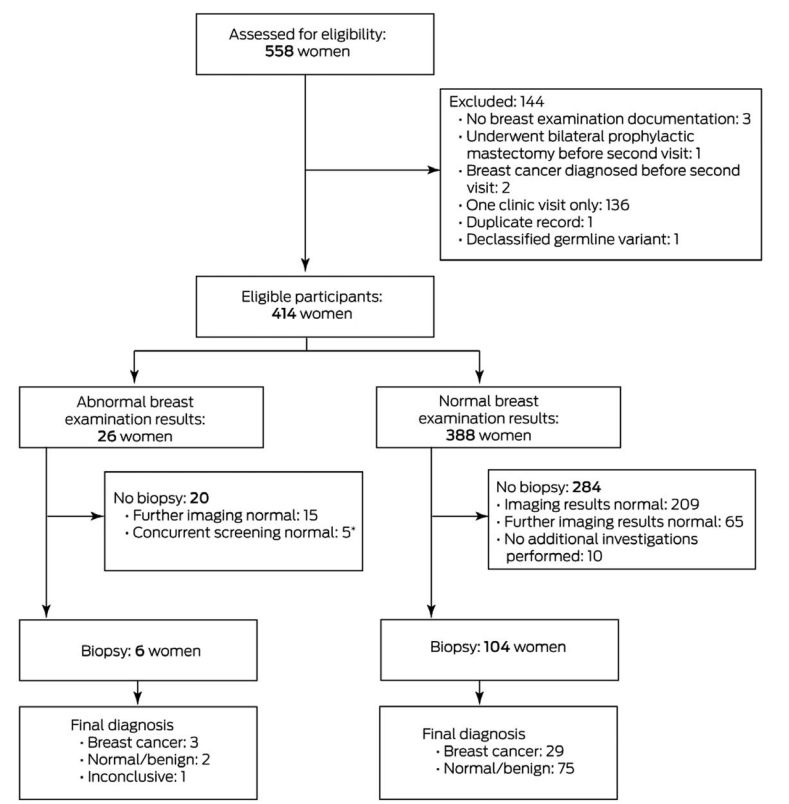 Assessed for eligibility:
558 women
Excluded: 144
· No breast examination documentation: 3
· Underwent bilateral prophylactic
mastectomy before second visit: 1
· Breast cancer diagnosed before second
visit: 2
· One clinic visit only: 136
· Duplicate record: 1
· Declassified germline variant: 1
Eligible participants:
414 women
Abnormal breast
examination results:
26 women
Normal breast
examination results:
388 women
No biopsy: 20
· Further imaging normal: 15
· Concurrent screening normal: 5*
No biopsy: 284
· Imaging results normal: 209
· Further imaging results normal: 65
· No additional investigations
performed: 10
Biopsy: 6 women
Biopsy: 104 women
Final diagnosis
· Breast cancer: 3
· Normal/benign: 2
· Inconclusive: 1
Final diagnosis
· Breast cancer: 29
· Normal/benign: 75